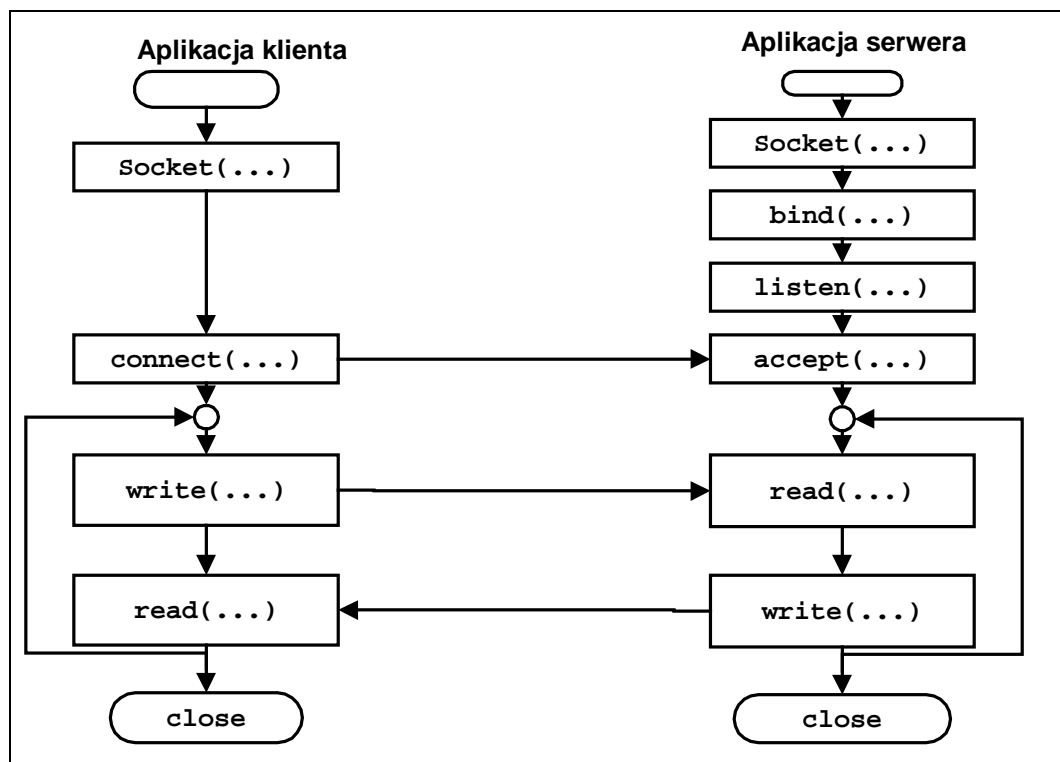 Aplikacja klienta
Socket(...)
connect(...)
write(...)
read(...)
close
Aplikacja serwera
Socket(...)
bind(...)
listen(...)
accept(...)
read(...)
write(...)
close